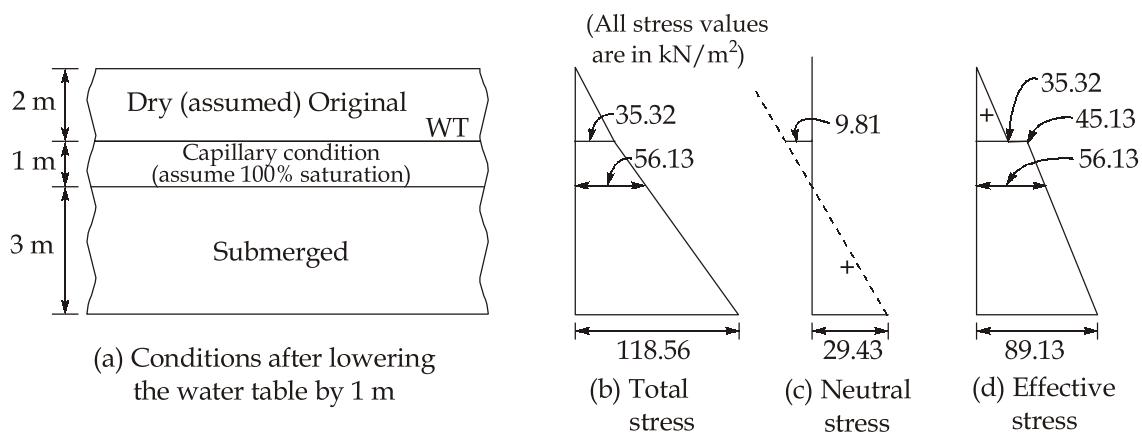 (All stress values
are in kN/m²)
2 m
Dry (assumed) Original
WT
1 m
Capillary condition
(assume 100% saturation)
3 m
Submerged
(a) Conditions after lowering
the water table by 1 m
35.32
56.13
118.56
(b) Total
stress
9.81
+
29.43
(c) Neutral
stress
+
35.32
45.13
56.13
89.13
(d) Effective
stress